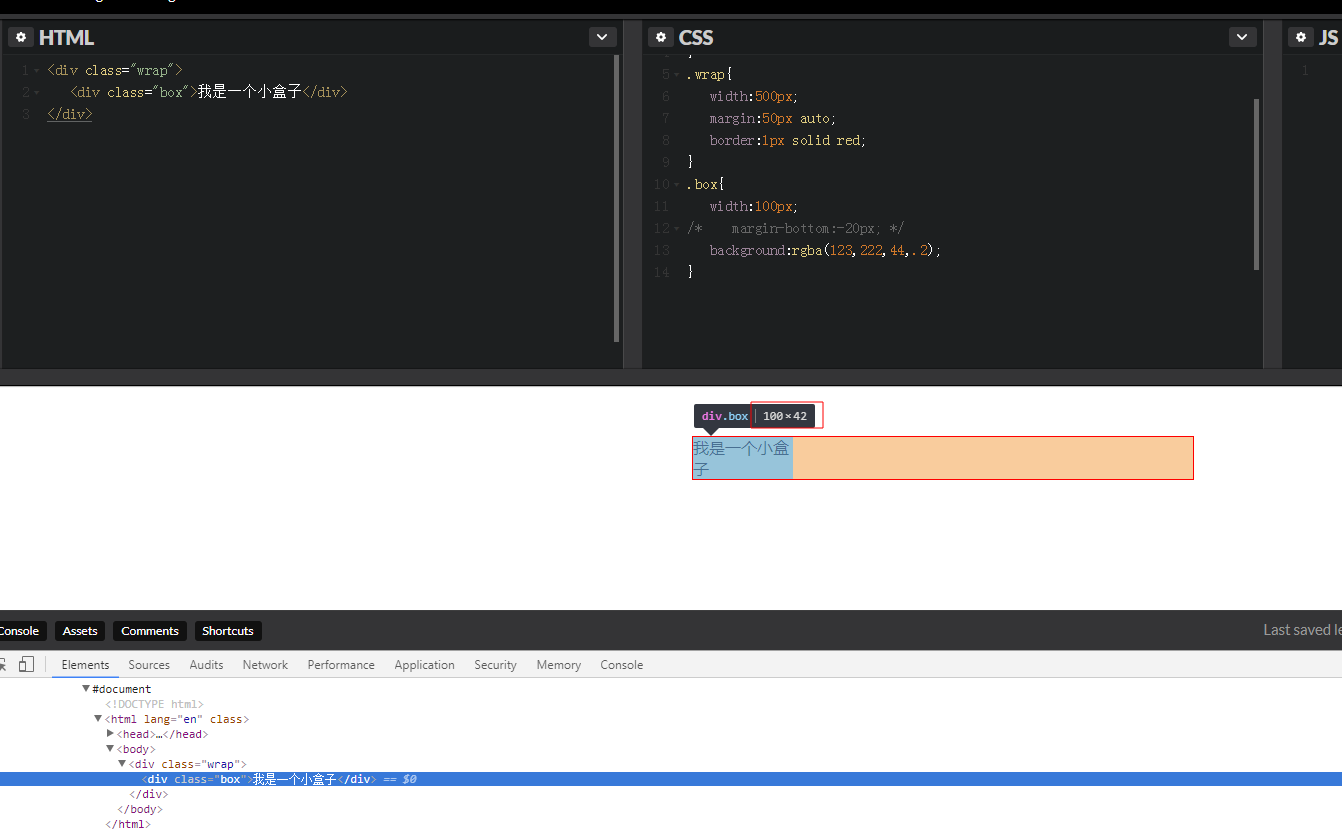 HTML
1 <div class="wrap">
2 <div class="box">我是一个小盒子</div>
3 </div>
CSS
5 .wrap{
6 width:500px;
7 margin:50px auto;
8 border:1px solid red;
9 }
10 .box{
11 width:100px;
12 /* margin-bottom:-20px; */
13 background:rgba(123,222,44,.2);
14 }
JS
1
div.box | 100×42
我是一个小盒
子
Console Assets Comments Shortcuts
Last saved
Elements Sources Audits Network Performance Application Security Memory Console
▼#document
<!DOCTYPE html>
▼<html lang="en" class>
▶<head>…</head>
▼<body>
▼<div class="wrap">
<div class="box">我是一个小盒子</div> == $0
</div>
</body>
</html>